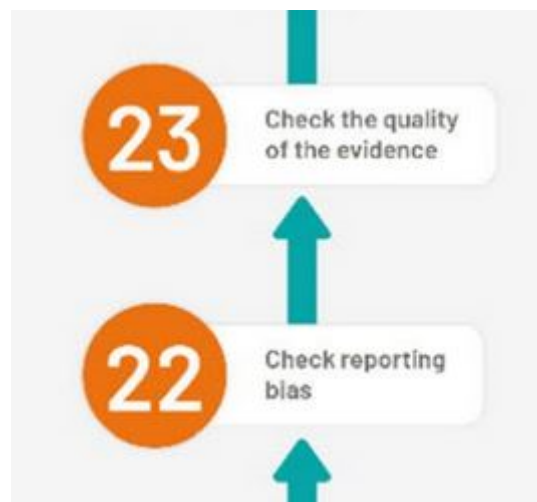 23
Check the quality
of the evidence
22
Check reporting
bias